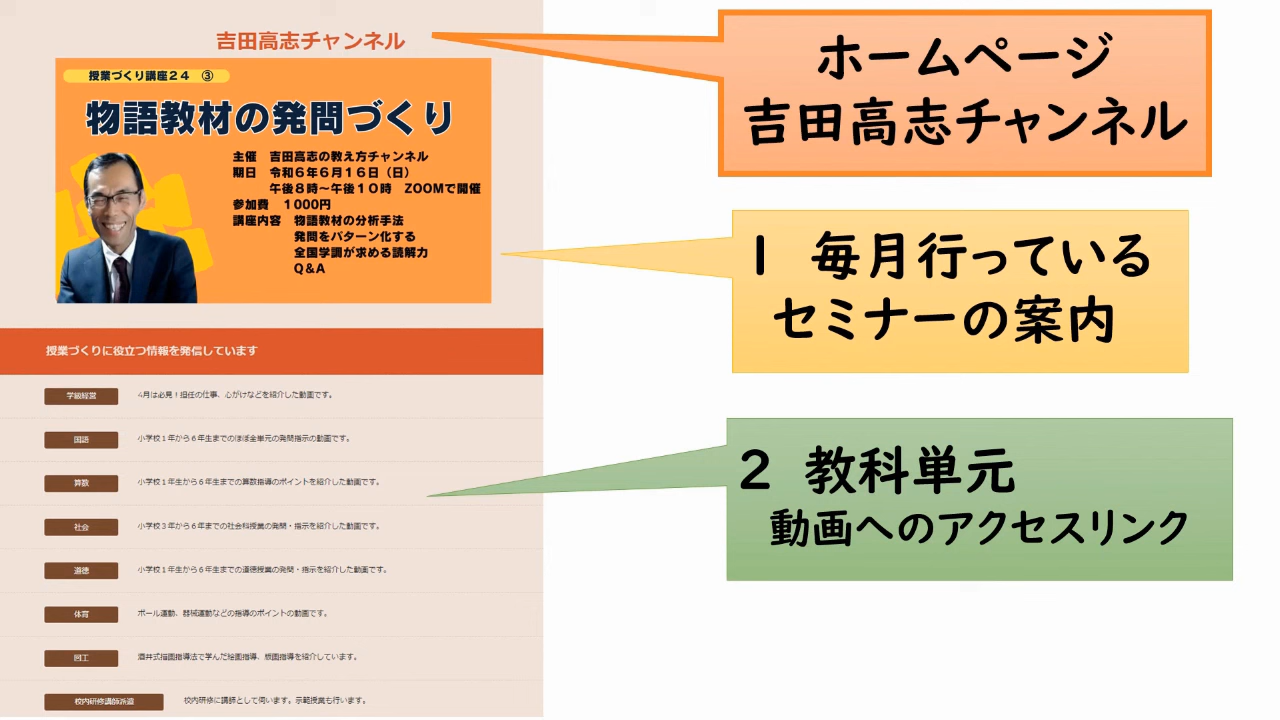 吉田高志チャンネル
授業づくり講座24 ③
物語教材の発問づくり
主催 吉田高志の教え方チャンネル
期日 令和6年6月16日（日）
午後8時～午後10時 ZOOMで開催
参加費 1000円
講座内容 物語教材の分析手法
発問をパターン化する
全国学調が求める読解力
Q&A
授業づくりに役立つ情報を発信しています
学級経営 4月は必見！担任の仕事、心がけなどを紹介した動画です。
国語 小学校1年から6年生までのほぼ全単元の発問指示の動画です。
算数 小学校1年生から6年生までの算数指導のポイントを紹介した動画です。
社会 小学校3年から6年までの社会科授業の発問・指示を紹介した動画です。
道徳 小学校1年生から6年生までの道徳授業の発問・指示を紹介した動画です。
体育 ボール運動、器械運動などの指導のポイントの動画です。
図工 酒井式描画指導法で学んだ絵画指導、版画指導を紹介しています。
校内研修講師派遣 校内研修に講師として伺います。示範授業も行います。
ホームページ
吉田高志チャンネル
1 毎月行っている
セミナーの案内
2 教科単元
動画へのアクセスリンク